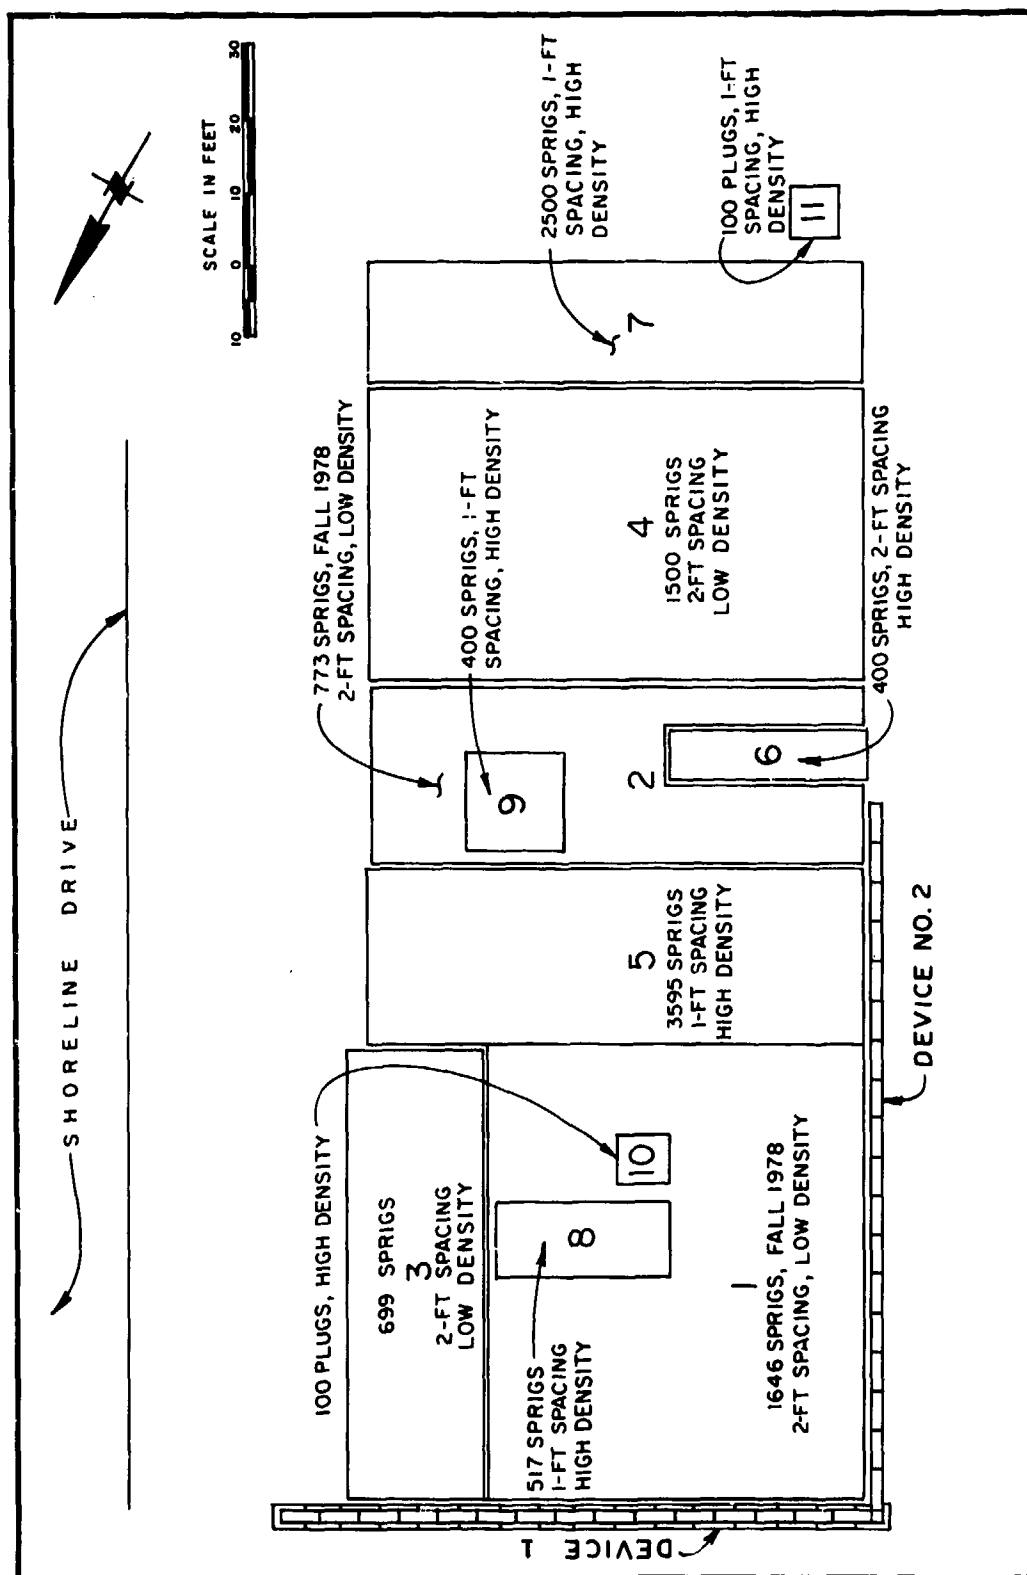 SHORELINE DRIVE
SCALE IN FEET
10 0 10 20 30
773 SPRIGS, FALL 1978
2-FT SPACING, LOW DENSITY
400 SPRIGS, 1-FT
SPACING, HIGH DENSITY
2500 SPRIGS, 1-FT
SPACING, HIGH
DENSITY
100 PLUGS, 1-FT
SPACING, HIGH
DENSITY
11
7
4
1500 SPRIGS
2-FT SPACING
LOW DENSITY
400 SPRIGS, 2-FT SPACING
HIGH DENSITY
9
2
6
5
3595 SPRIGS
1-FT SPACING
HIGH DENSITY
DEVICE NO. 2
100 PLUGS, HIGH DENSITY
699 SPRIGS
3
2-FT SPACING
LOW DENSITY
10
8
517 SPRIGS
1-FT SPACING
HIGH DENSITY
1
1646 SPRIGS, FALL 1978
2-FT SPACING, LOW DENSITY
DEVICE 1